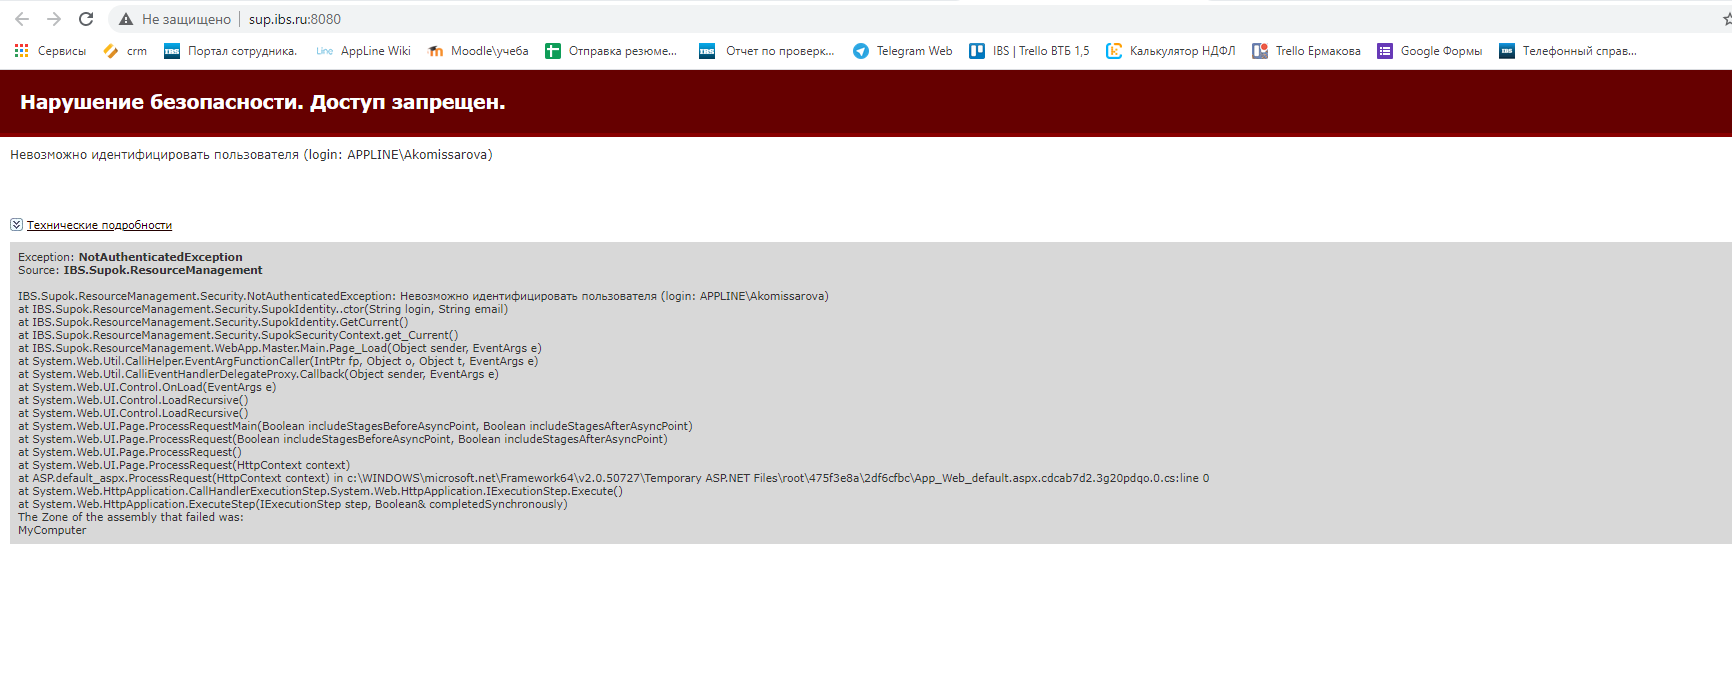 Не защищено | sup.ibs.ru:8080
Сервисы crm IBS Портал сотрудника. Line AppLine Wiki Moodle\учеба Отправка резюме... IBS Отчет по проверк... Telegram Web IBS | Trello ВТБ 1,5 Калькулятор НДФЛ Trello Ермакова Google Формы IBS Телефонный справ...
Нарушение безопасности. Доступ запрещен.
Невозможно идентифицировать пользователя (login: APPLINE\Akomissarova)
Технические подробности
Exception: NotAuthenticatedException
Source: IBS.Supok.ResourceManagement
IBS.Supok.ResourceManagement.Security.NotAuthenticatedException: Невозможно идентифицировать пользователя (login: APPLINE\Akomissarova)
at IBS.Supok.ResourceManagement.Security.SupokIdentity..ctor(String login, String email)
at IBS.Supok.ResourceManagement.Security.SupokIdentity.GetCurrent()
at IBS.Supok.ResourceManagement.Security.SupokSecurityContext.get_Current()
at IBS.Supok.ResourceManagement.WebApp.Master.Main.Page_Load(Object sender, EventArgs e)
at System.Web.Util.CalliHelper.EventArgFunctionCaller(IntPtr fp, Object o, Object t, EventArgs e)
at System.Web.Util.CalliEventHandlerDelegateProxy.Callback(Object sender, EventArgs e)
at System.Web.UI.Control.OnLoad(EventArgs e)
at System.Web.UI.Control.LoadRecursive()
at System.Web.UI.Control.LoadRecursive()
at System.Web.UI.Page.ProcessRequestMain(Boolean includeStagesBeforeAsyncPoint, Boolean includeStagesAfterAsyncPoint)
at System.Web.UI.Page.ProcessRequest(Boolean includeStagesBeforeAsyncPoint, Boolean includeStagesAfterAsyncPoint)
at System.Web.UI.Page.ProcessRequest()
at System.Web.UI.Page.ProcessRequest(HttpContext context)
at ASP.default_aspx.ProcessRequest(HttpContext context) in c:\WINDOWS\microsoft.net\Framework64\v2.0.50727\Temporary ASP.NET Files\root\475f3e8a\2df6cfbc\App_Web_default.aspx.cdcab7d2.3g20pdqo.0.cs:line 0
at System.Web.HttpApplication.CallHandlerExecutionStep.System.Web.HttpApplication.IExecutionStep.Execute()
at System.Web.HttpApplication.ExecuteStep(IExecutionStep step, Boolean& completedSynchronously)
The Zone of the assembly that failed was:
MyComputer